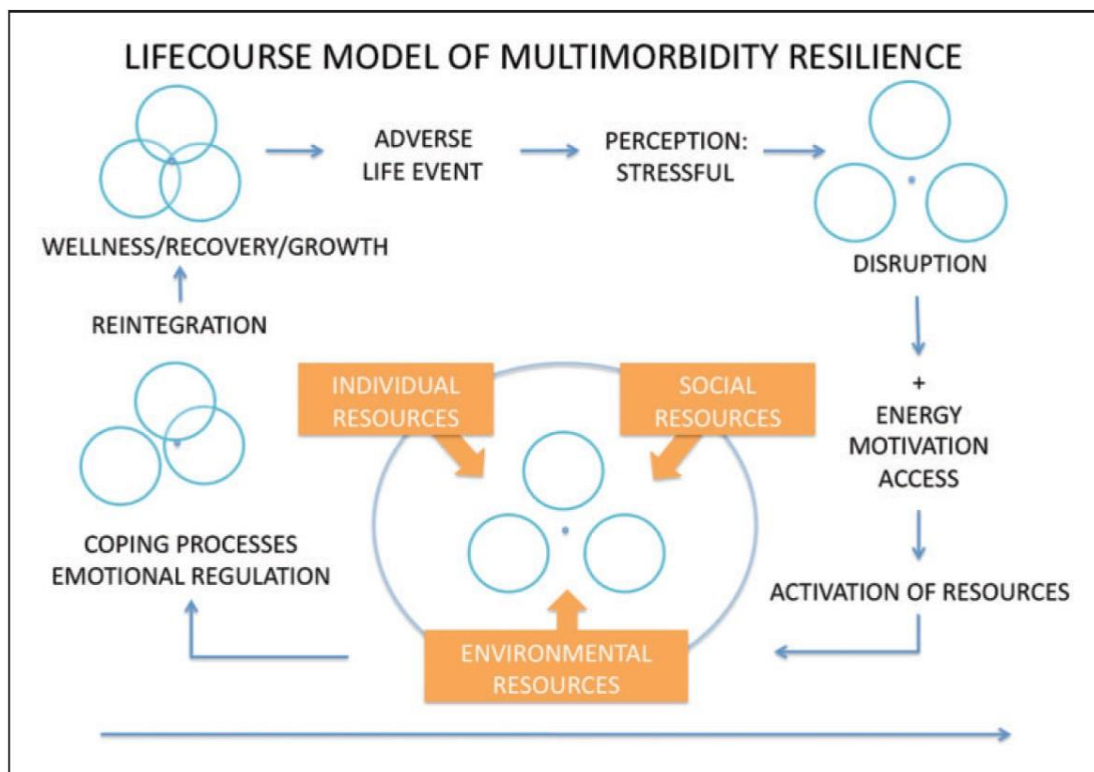 LIFECOURSE MODEL OF MULTIMORBIDITY RESILIENCE
ADVERSE
LIFE EVENT
PERCEPTION:
STRESSFUL
WELLNESS/RECOVERY/GROWTH
DISRUPTION
REINTEGRATION
INDIVIDUAL
RESOURCES
SOCIAL
RESOURCES
+
ENERGY
MOTIVATION
ACCESS
COPING PROCESSES
EMOTIONAL REGULATION
ACTIVATION OF RESOURCES
ENVIRONMENTAL
RESOURCES